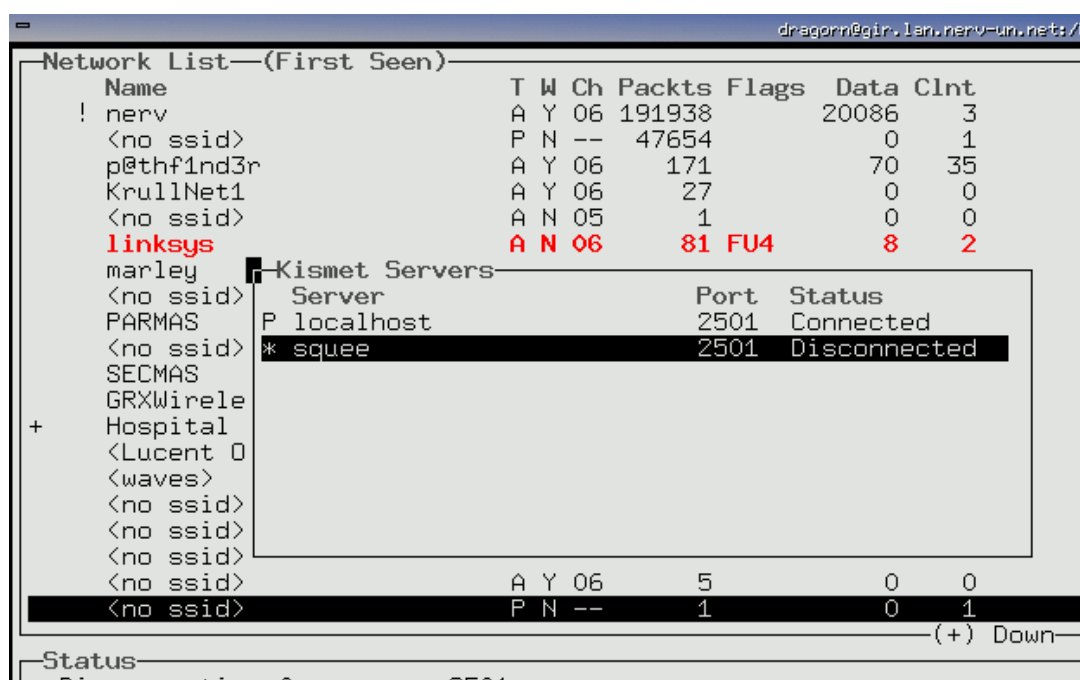 dragorn@gir.lan.nerv-un.net:/
Network List—(First Seen)
Name T W Ch Packts Flags Data Clnt
! nerv A Y 06 191938 20086 3
<no ssid> P N -- 47654 0 1
p@thf1nd3r A Y 06 171 70 35
KrullNet1 A Y 06 27 0 0
<no ssid> A N 05 1 0 0
linksys A N 06 81 FU4 8 2
marley Kismet Servers
<no ssid> Server Port Status
PARMAS P localhost 2501 Connected
<no ssid> * squee 2501 Disconnected
SECMAS
GRXWirele
+ Hospital
<Lucent O
<waves>
<no ssid>
<no ssid>
<no ssid>
<no ssid> A Y 06 5 0 0
<no ssid> P N -- 1 0 1
(+) Down
Status